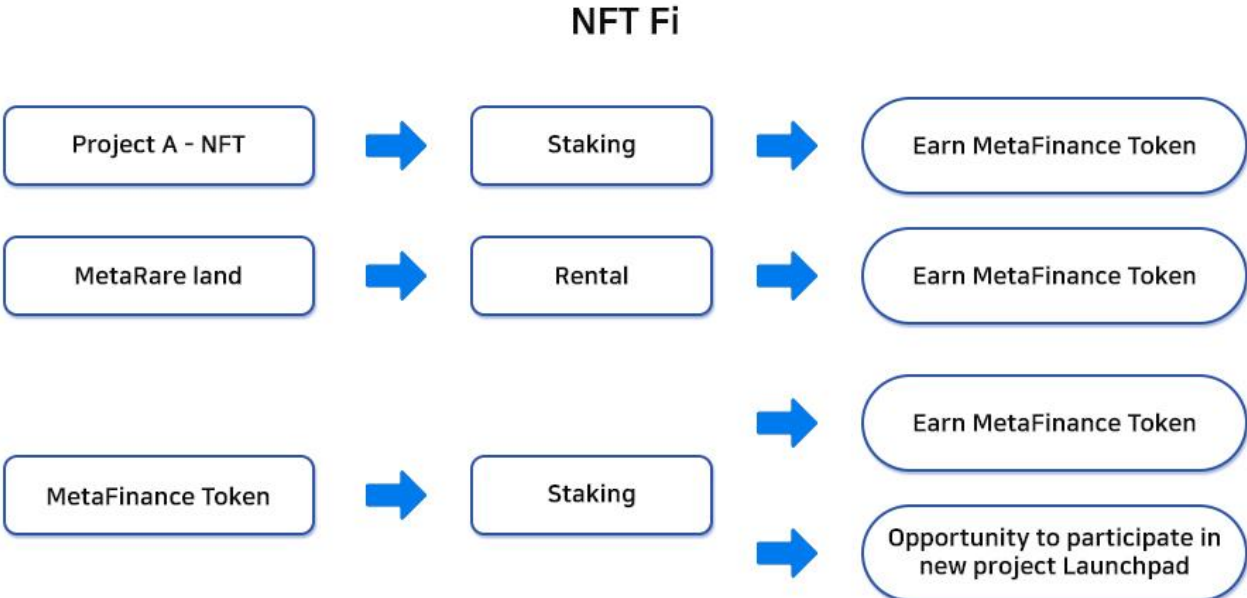 NFT Fi
Project A - NFT
Staking
Earn MetaFinance Token
MetaRare land
Rental
Earn MetaFinance Token
Earn MetaFinance Token
MetaFinance Token
Staking
Opportunity to participate in
new project Launchpad